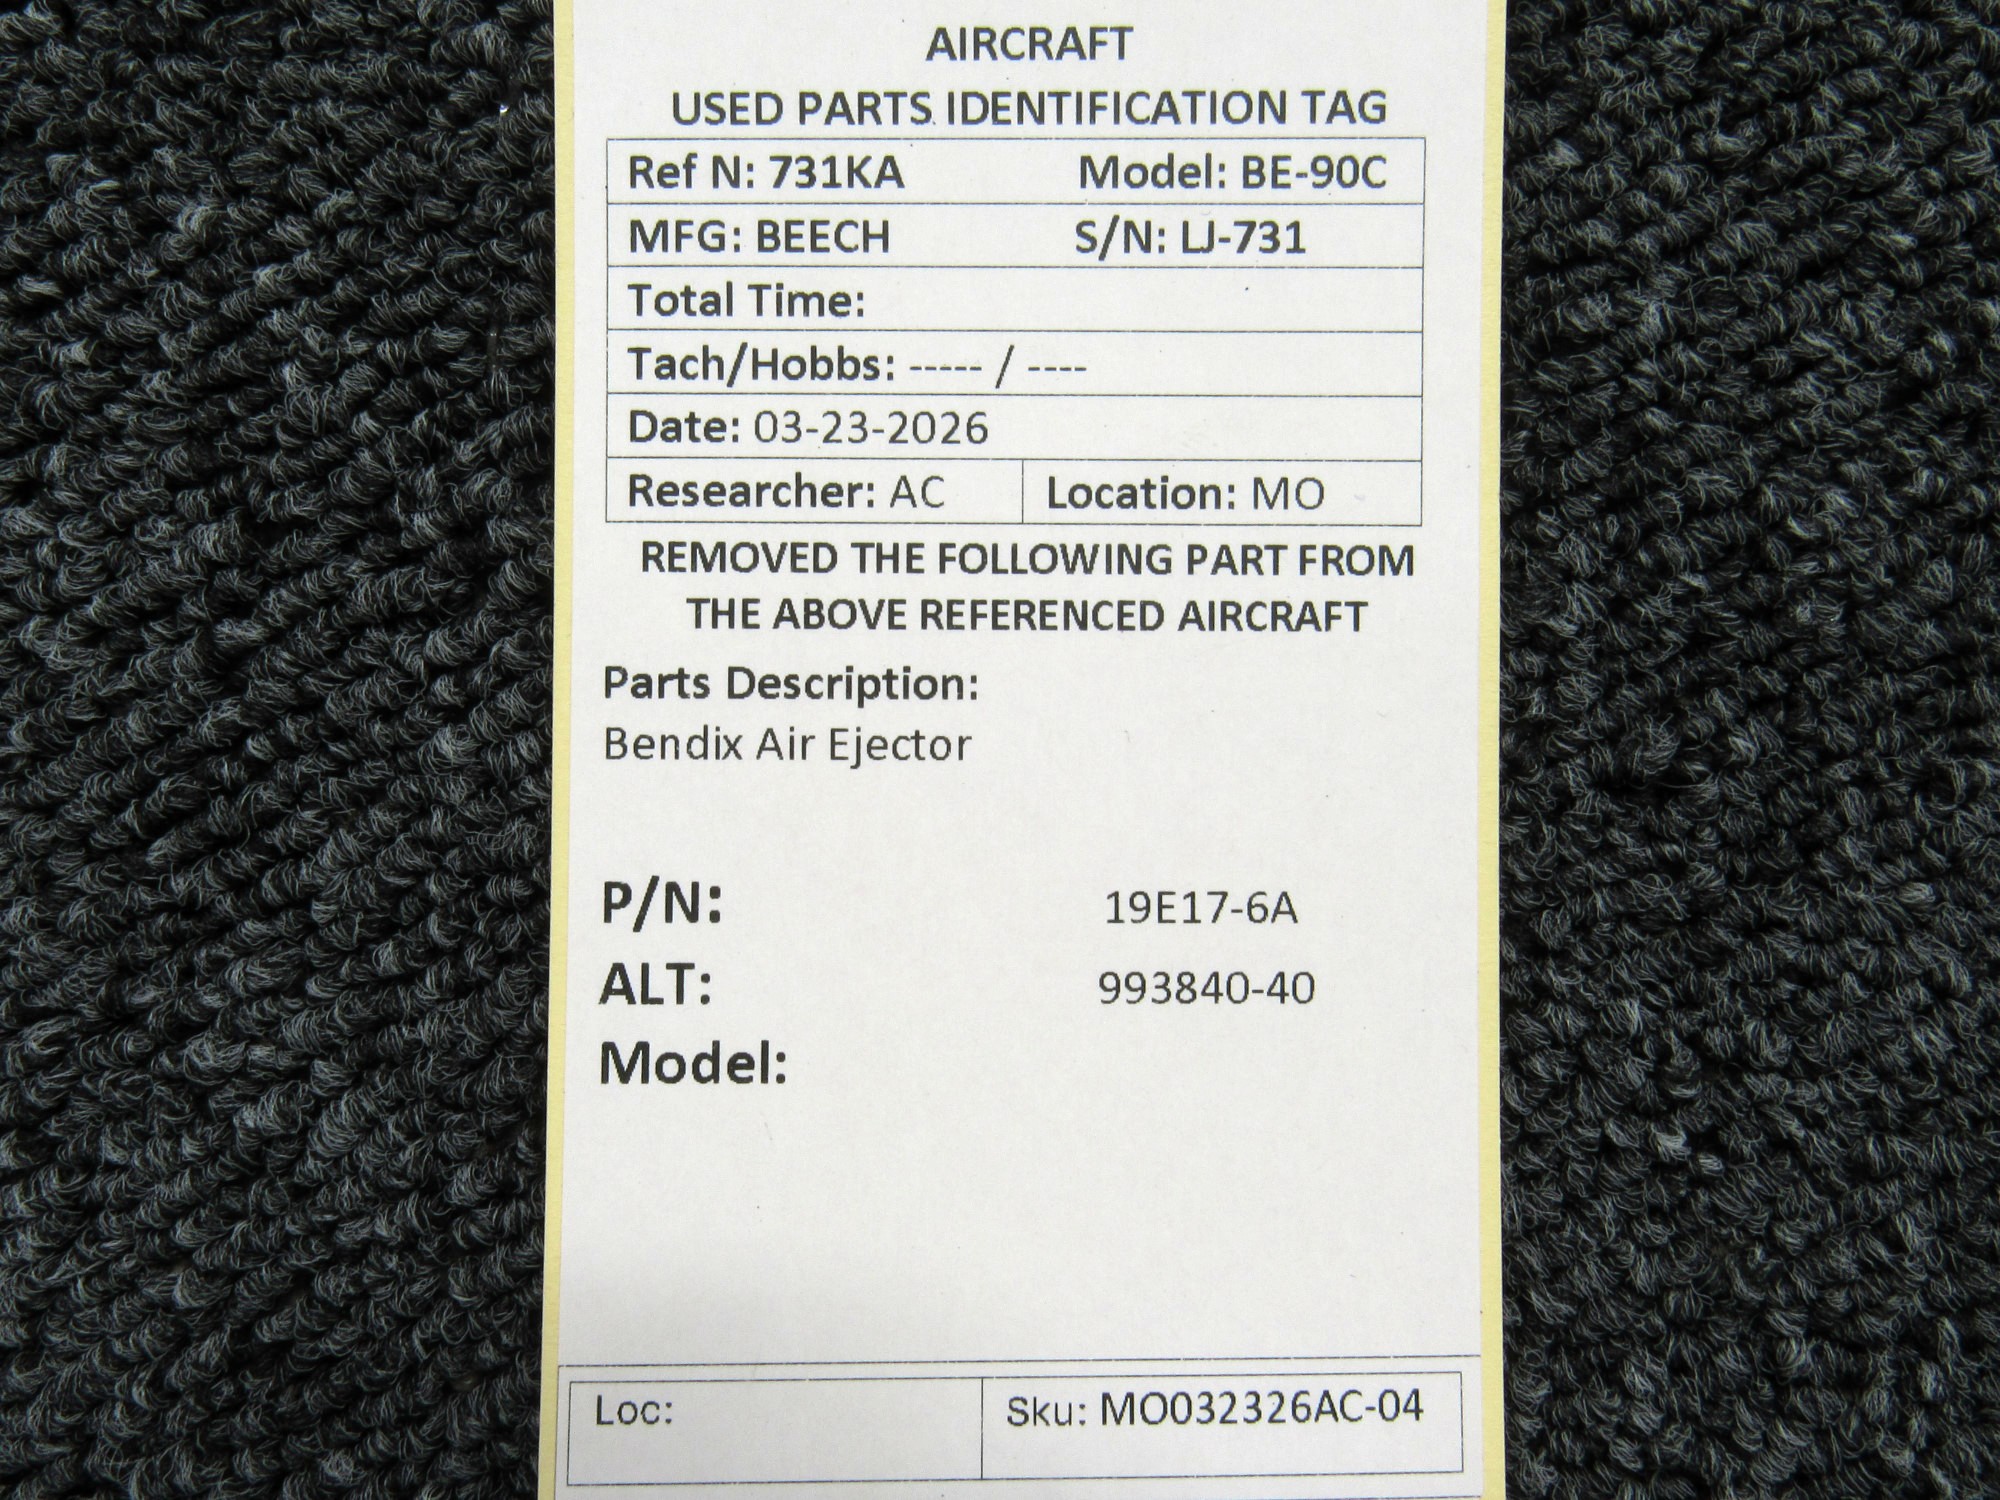 AIRCRAFT
USED PARTS IDENTIFICATION TAG
Ref N: 731KA Model: BE-90C
MFG: BEECH S/N: LJ-731
Total Time:
Tach/Hobbs: ----- / ----
Date: 03-23-2026
Researcher: AC Location: MO
REMOVED THE FOLLOWING PART FROM
THE ABOVE REFERENCED AIRCRAFT
Parts Description:
Bendix Air Ejector
P/N: 19E17-6A
ALT: 993840-40
Model:
Loc: Sku: MO032326AC-04